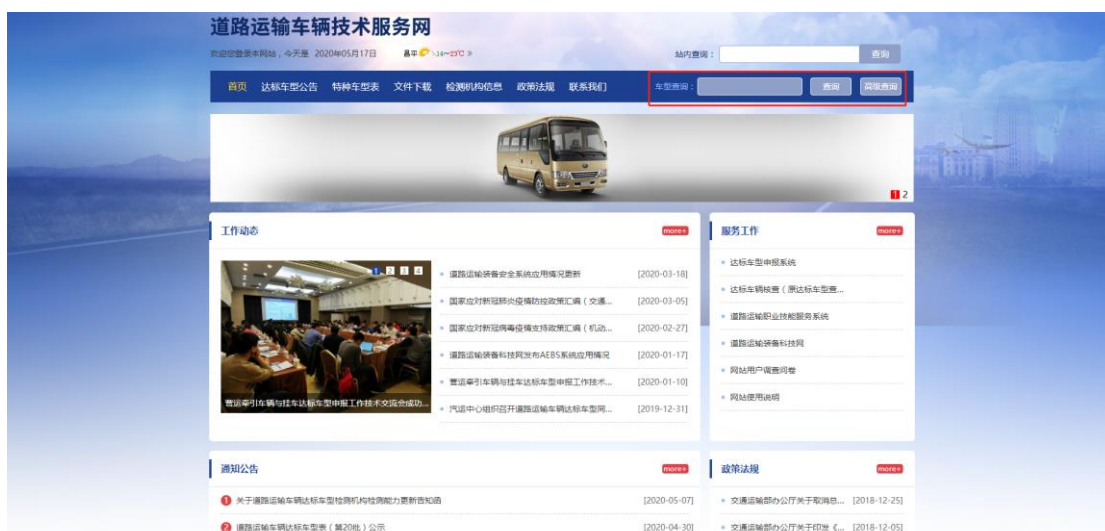 道路运输车辆技术服务网
欢迎您登录本网站，今天是 2020年05月17日 昌平 14~23℃ »
站内查询： 查询
首页 达标车型公告 特种车型表 文件下载 检测机构信息 政策法规 联系我们
车型查询： 查询 高级查询
1 2
工作动态 more+
1 2 3 4
营运牵引车辆与挂车达标车型申报工作技术交流会成功...
道路运输装备安全系统应用情况更新 [2020-03-18]
国家应对新冠肺炎疫情防控政策汇编（交通... [2020-03-05]
国家应对新冠病毒疫情支持政策汇编（机动... [2020-02-27]
道路运输装备科技网发布AEBS系统应用情况 [2020-01-17]
营运牵引车辆与挂车达标车型申报工作技术... [2020-01-10]
汽运中心组织召开道路运输车辆达标车型同... [2019-12-31]
服务工作 more+
达标车型申报系统
达标车辆核查（原达标车型查...
道路运输职业技能服务系统
道路运输装备科技网
网站用户调查问卷
网站使用说明
通知公告 more+
1 关于道路运输车辆达标车型检测机构检测能力更新告知函 [2020-05-07]
2 道路运输车辆达标车型表（第20批）公示 [2020-04-30]
政策法规 more+
交通运输部办公厅关于取消总... [2018-12-25]
交通运输部办公厅关于印发《... [2018-12-05]